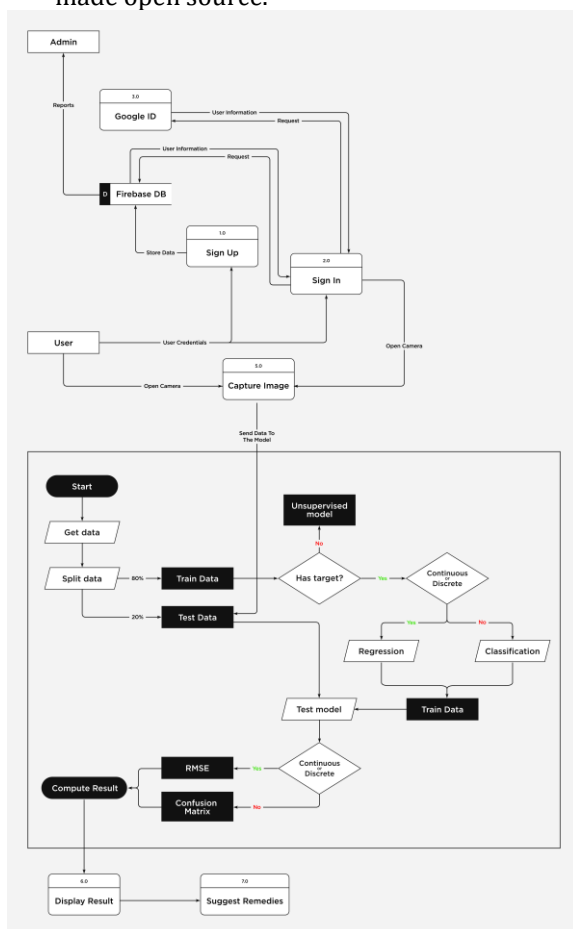 made open source.
Admin
Reports
3.0
Google ID
User Information
Request
User Information
Request
D
Firebase DB
1.0
Sign Up
Store Data
2.0
Sign In
User
User Credentials
Open Camera
5.0
Capture Image
Open Camera
Send Data To
The Model
Start
Unsupervised
model
Get data
No
Split data
80%
Train Data
Has target?
Yes
Continuous
or
Discrete
20%
Test Data
Yes
No
Regression
Classification
Test model
Train Data
RMSE
Yes
Continuous
or
Discrete
Compute Result
Confusion
Matrix
No
6.0
Display Result
7.0
Suggest Remedies